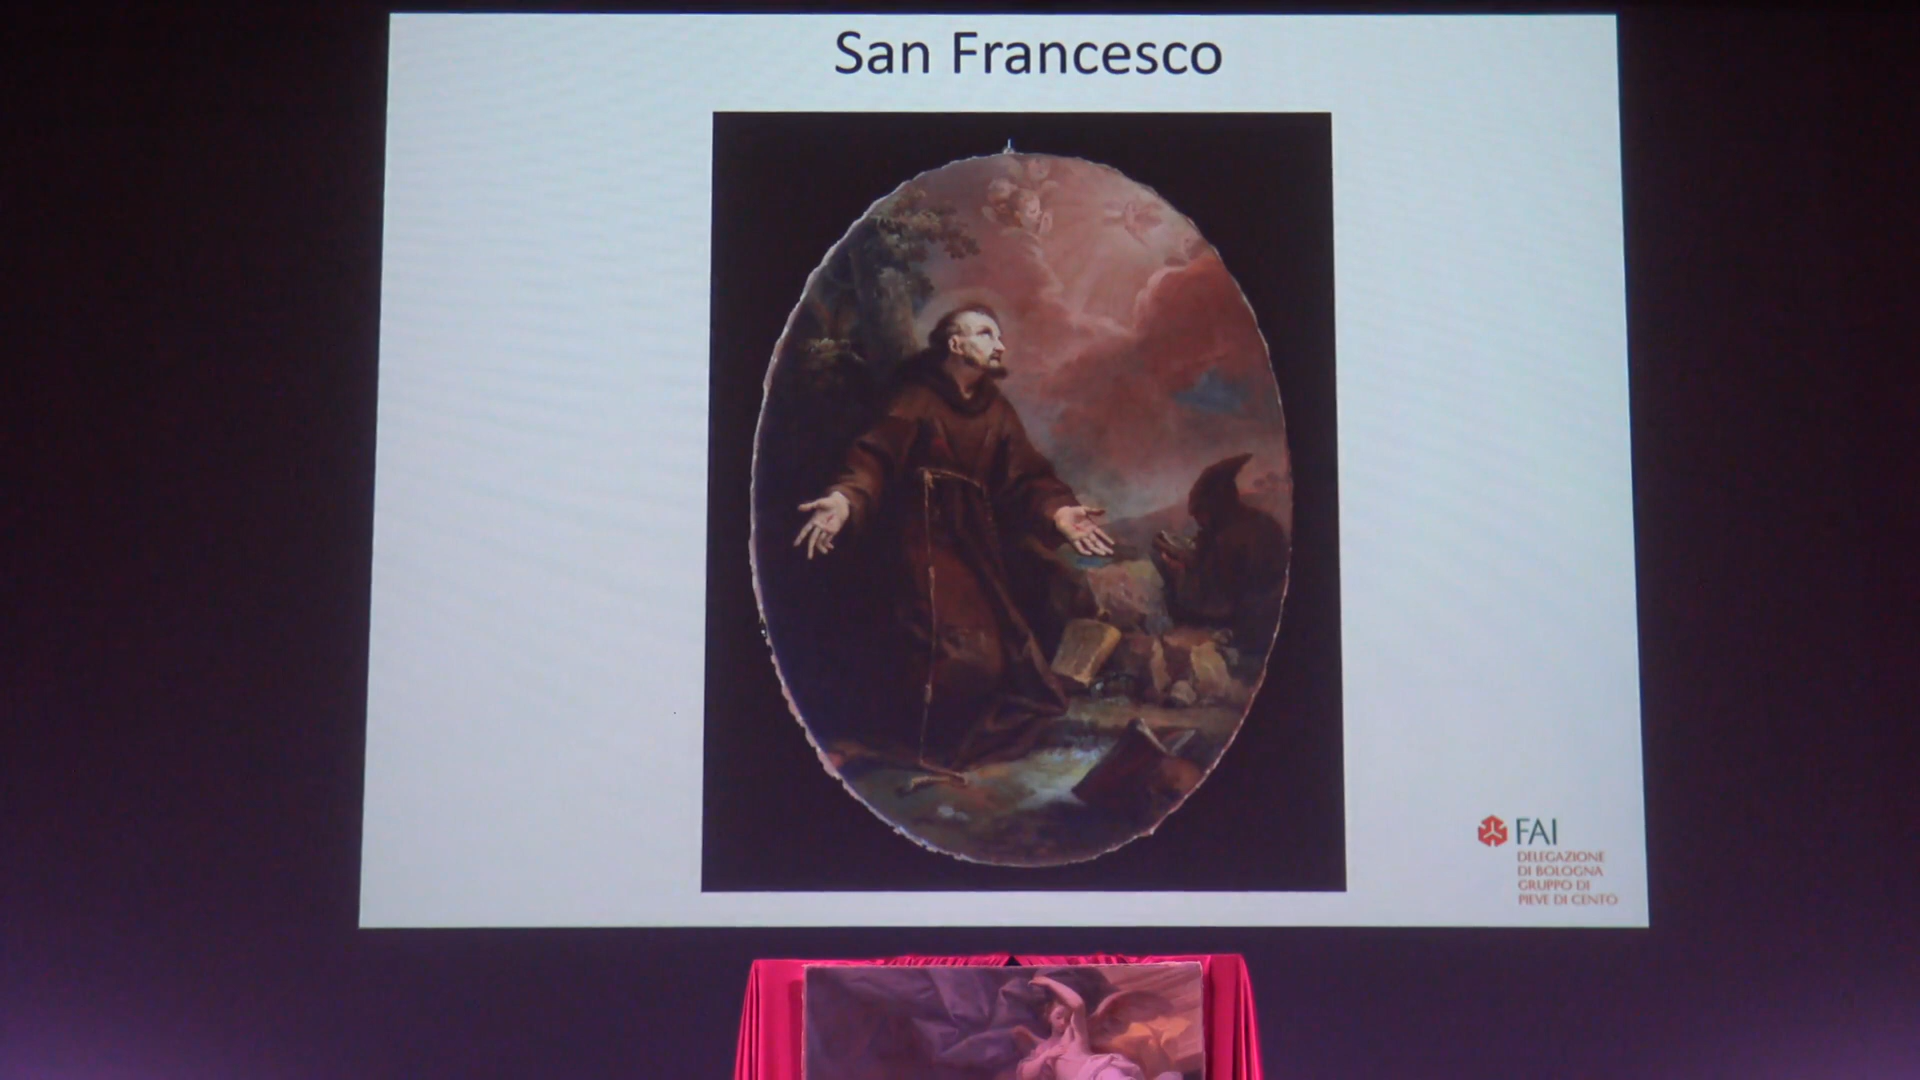 San Francesco
FAI
DELEGAZIONE
DI BOLOGNA
GRUPPO DI
PIEVE DI CENTO